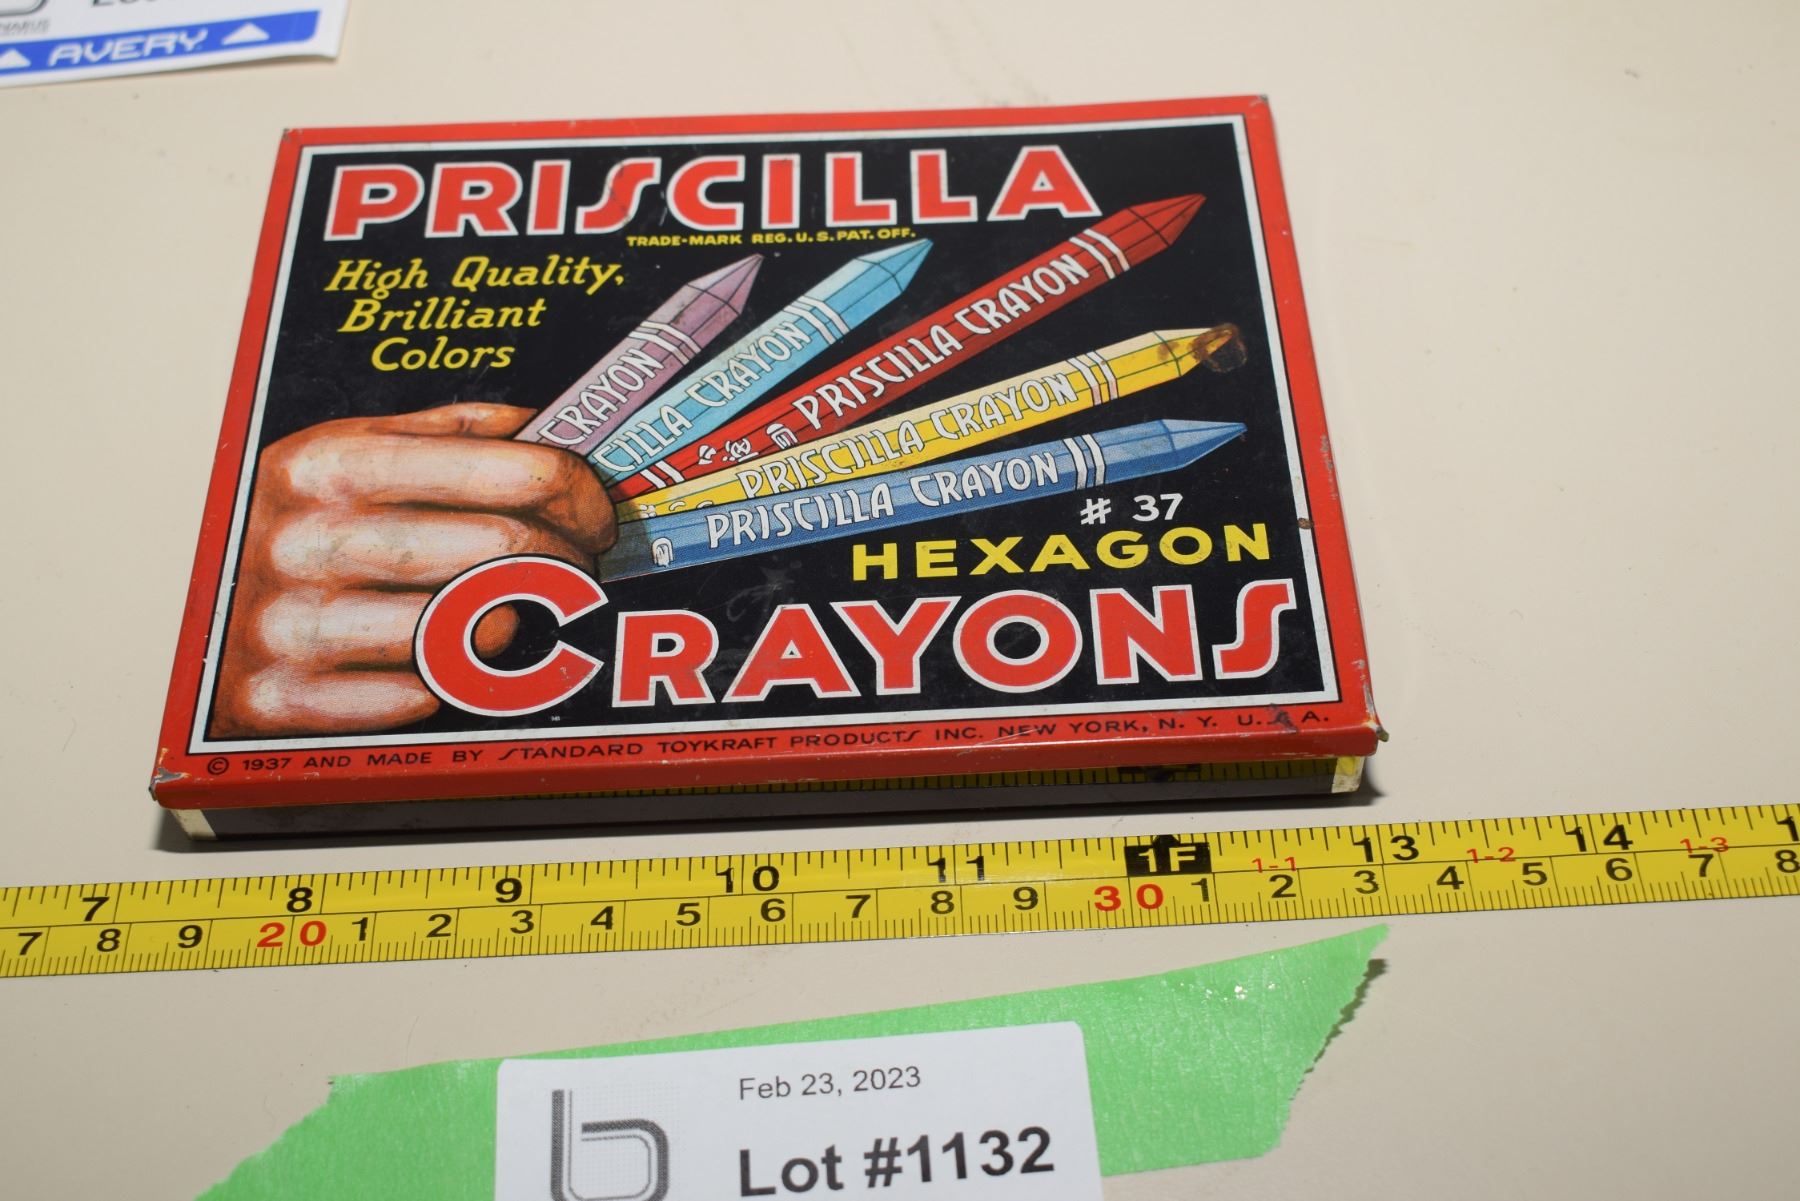 AVERY
PRISCILLA
TRADE-MARK REG. U.S. PAT. OFF.
High Quality,
Brilliant
Colors
CRAYON
CILLA CRAYON
PRISCILLA CRAYON
PRISCILLA CRAYON
PRISCILLA CRAYON
# 37
HEXAGON
CRAYONS
© 1937 AND MADE BY STANDARD TOYKRAFT PRODUCTS INC. NEW YORK, N. Y. U.S.A.
7 8 9 10 11 1F 1-1 13 1-2 14 1-3 1
7 8 9 20 1 2 3 4 5 6 7 8 9 30 1 2 3 4 5 6 7 8
Feb 23, 2023
Lot #1132